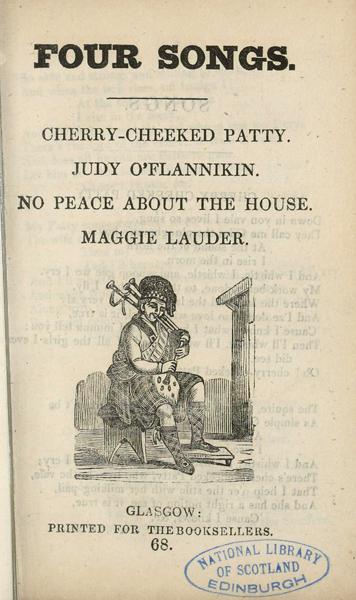 FOUR SONGS.
CHERRY-CHEEKED PATTY.
JUDY O'FLANNIKIN.
NO PEACE ABOUT THE HOUSE.
MAGGIE LAUDER.
GLASGOW:
PRINTED FOR THE BOOKSELLERS.
68.
NATIONAL LIBRARY
OF SCOTLAND
EDINBURGH